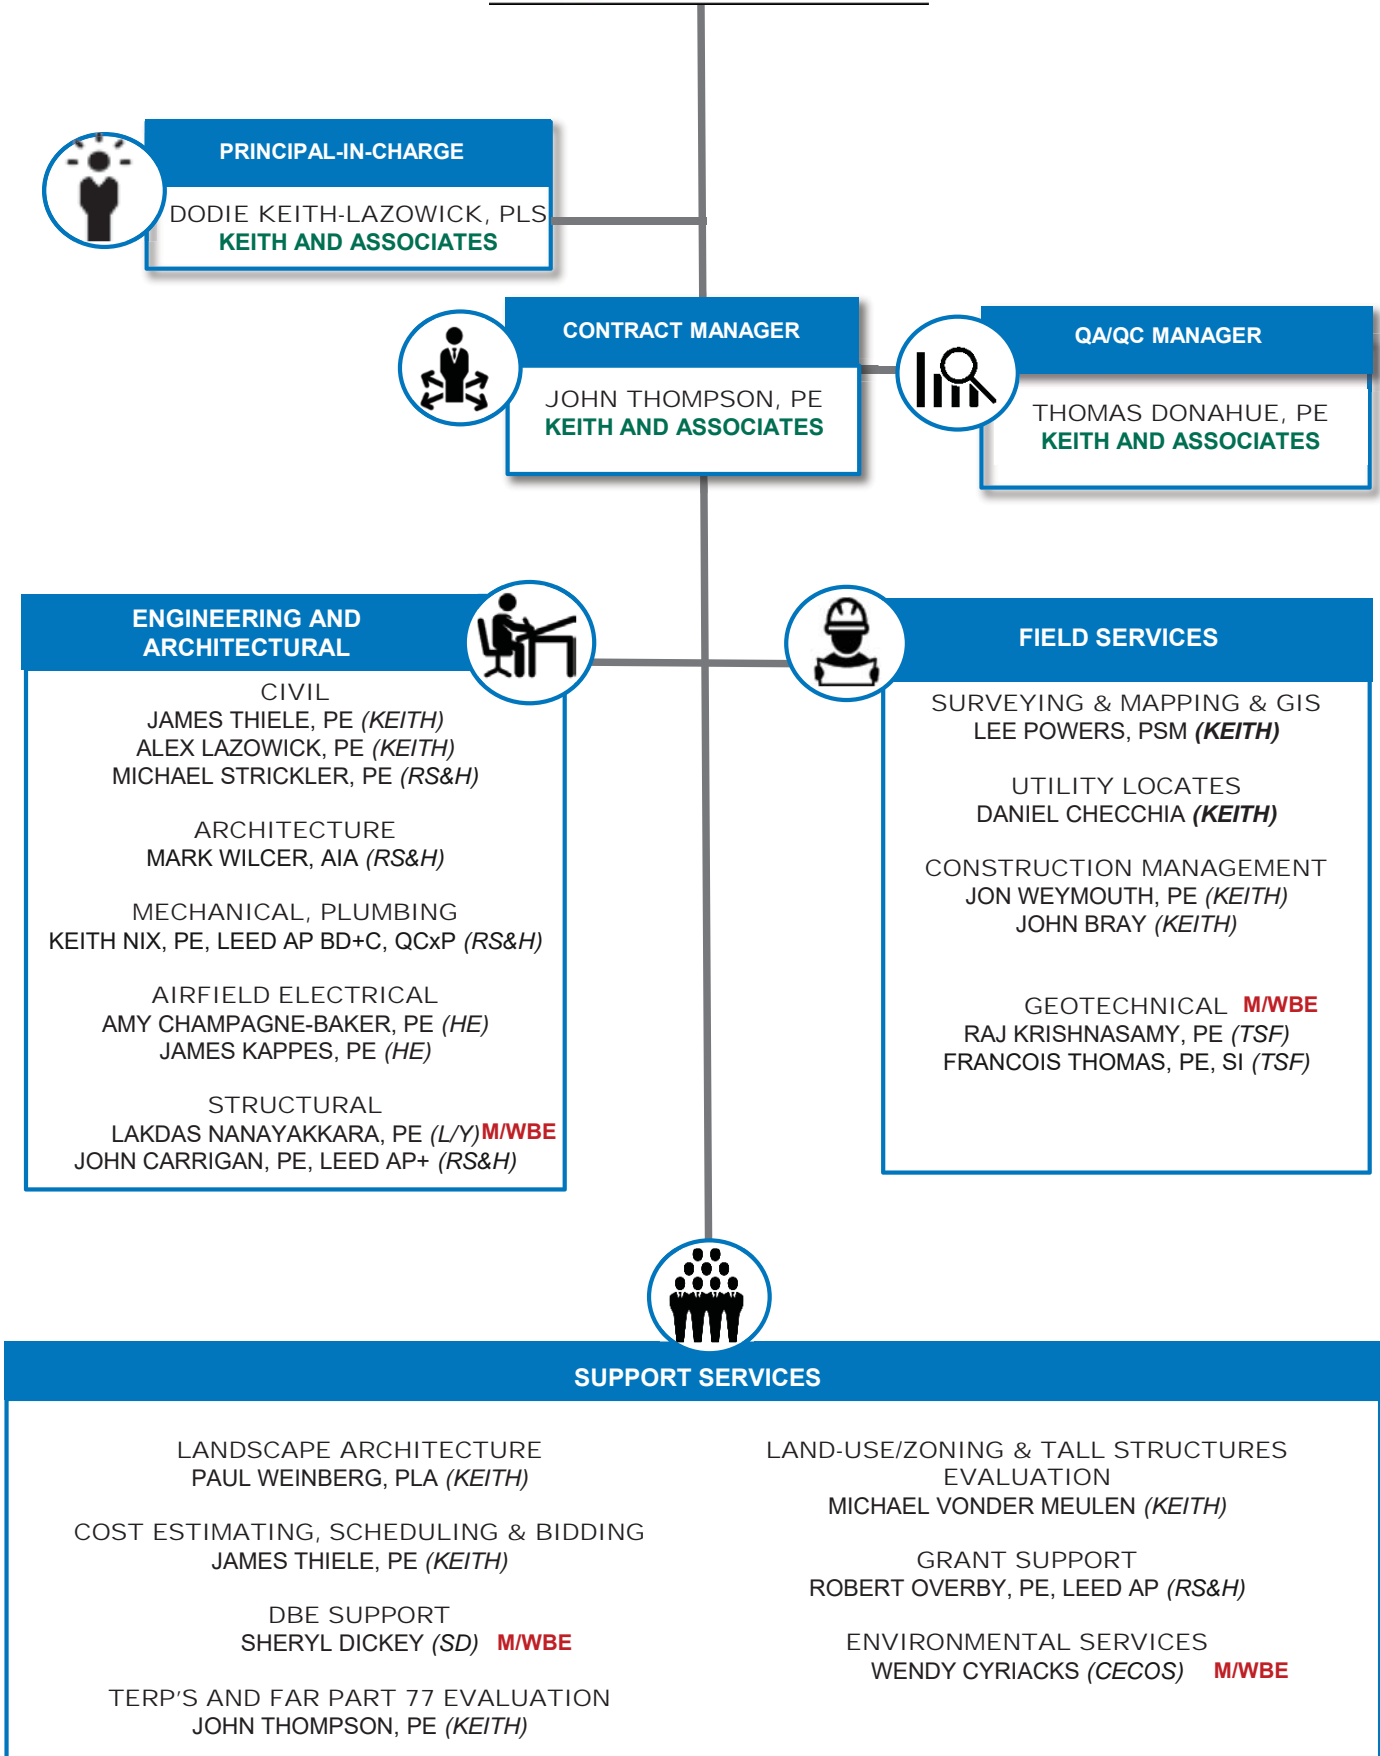 PRINCIPAL-IN-CHARGE
DODIE KEITH-LAZOWICK, PLS
KEITH AND ASSOCIATES
CONTRACT MANAGER
JOHN THOMPSON, PE
KEITH AND ASSOCIATES
QA/QC MANAGER
THOMAS DONAHUE, PE
KEITH AND ASSOCIATES
ENGINEERING AND
ARCHITECTURAL
CIVIL
JAMES THIELE, PE (KEITH)
ALEX LAZOWICK, PE (KEITH)
MICHAEL STRICKLER, PE (RS&H)
ARCHITECTURE
MARK WILCER, AIA (RS&H)
MECHANICAL, PLUMBING
KEITH NIX, PE, LEED AP BD+C, QCxP (RS&H)
AIRFIELD ELECTRICAL
AMY CHAMPAGNE-BAKER, PE (HE)
JAMES KAPPES, PE (HE)
STRUCTURAL
LAKDAS NANAYAKKARA, PE (L/Y) M/WBE
JOHN CARRIGAN, PE, LEED AP+ (RS&H)
FIELD SERVICES
SURVEYING & MAPPING & GIS
LEE POWERS, PSM (KEITH)
UTILITY LOCATES
DANIEL CHECCHIA (KEITH)
CONSTRUCTION MANAGEMENT
JON WEYMOUTH, PE (KEITH)
JOHN BRAY (KEITH)
GEOTECHNICAL M/WBE
RAJ KRISHNASAMY, PE (TSF)
FRANCOIS THOMAS, PE, SI (TSF)
SUPPORT SERVICES
LANDSCAPE ARCHITECTURE
PAUL WEINBERG, PLA (KEITH)
COST ESTIMATING, SCHEDULING & BIDDING
JAMES THIELE, PE (KEITH)
DBE SUPPORT
SHERYL DICKEY (SD) M/WBE
TERP'S AND FAR PART 77 EVALUATION
JOHN THOMPSON, PE (KEITH)
LAND-USE/ZONING & TALL STRUCTURES
EVALUATION
MICHAEL VONDER MEULEN (KEITH)
GRANT SUPPORT
ROBERT OVERBY, PE, LEED AP (RS&H)
ENVIRONMENTAL SERVICES
WENDY CYRIACKS (CECOS) M/WBE